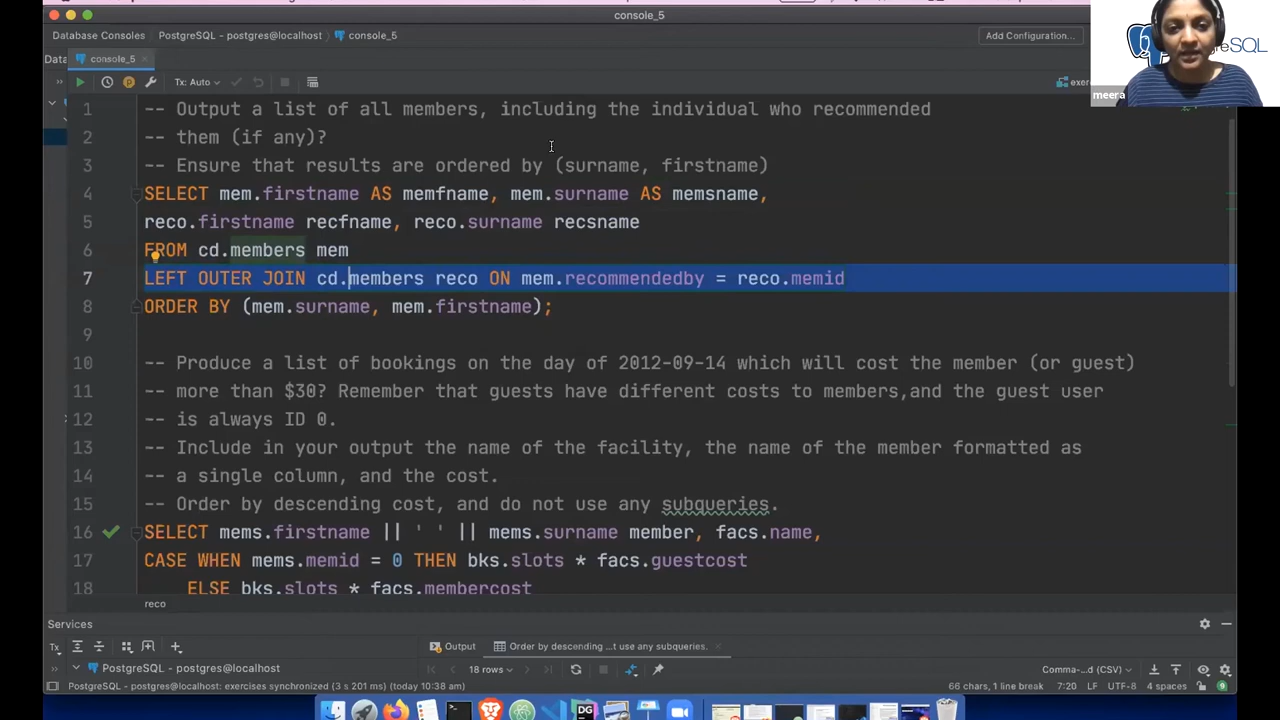 console_5
Database Consoles PostgreSQL - postgres@localhost console_5 Add Configuration...
greSQL
meera
Data
console_5
Tx: Auto
exer
1 -- Output a list of all members, including the individual who recommended
2 -- them (if any)?
3 -- Ensure that results are ordered by (surname, firstname)
4 SELECT mem.firstname AS memfname, mem.surname AS memsname,
5 reco.firstname recfname, reco.surname recsname
6 FROM cd.members mem
7 LEFT OUTER JOIN cd.members reco ON mem.recommendedby = reco.memid
8 ORDER BY (mem.surname, mem.firstname);
9
10 -- Produce a list of bookings on the day of 2012-09-14 which will cost the member (or guest)
11 -- more than $30? Remember that guests have different costs to members,and the guest user
12 -- is always ID 0.
13 -- Include in your output the name of the facility, the name of the member formatted as
14 -- a single column, and the cost.
15 -- Order by descending cost, and do not use any subqueries.
16 SELECT mems.firstname || ' ' || mems.surname member, facs.name,
17 CASE WHEN mems.memid = 0 THEN bks.slots * facs.guestcost
18 ELSE bks.slots * facs.membercost
reco
Services
Tx Output Order by descending ...t use any subqueries.
PostgreSQL - postgres@localhost 18 rows Comma-...d (CSV)
PostgreSQL - postgres@localhost: exercises synchronized (3 s 201 ms) (today 10:38 am) 66 chars, 1 line break 7:20 LF UTF-8 4 spaces
DG